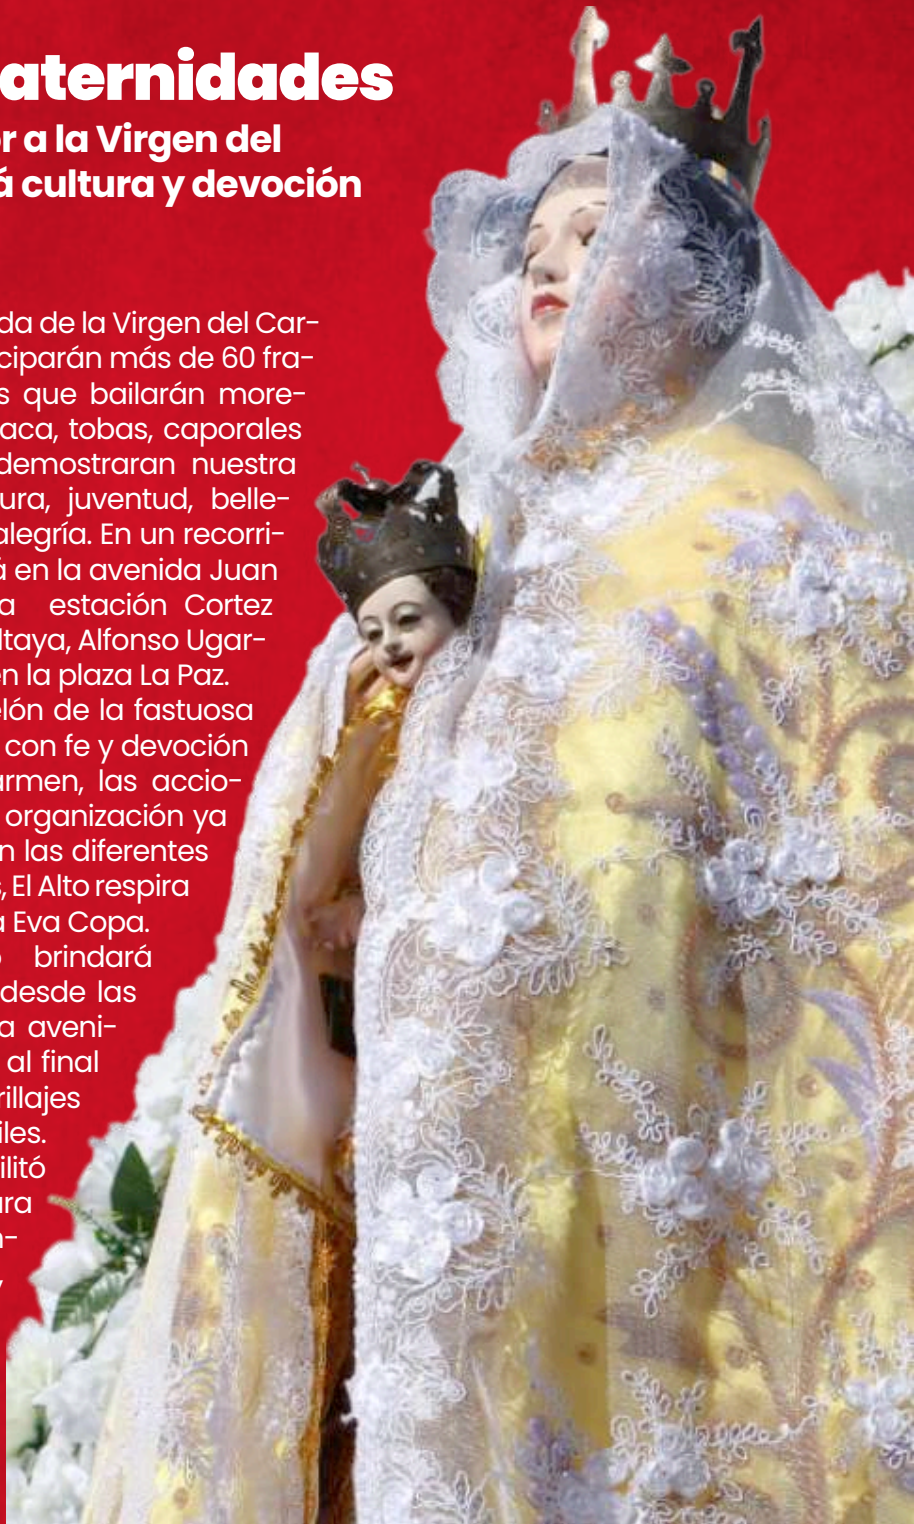 aternidades
r a la Virgen del
á cultura y devoción
da de la Virgen del Car-
ciparán más de 60 fra-
s que bailarán more-
aca, tobas, caporales
demostraran nuestra
ura, juventud, belle-
alegría. En un recorri-
á en la avenida Juan
a estación Cortez
ltaya, Alfonso Ugar-
en la plaza La Paz.
elón de la fastuosa
con fe y devoción
armen, las accio-
organización ya
n las diferentes
s, El Alto respira
a Eva Copa.
o brindará
desde las
a aveni-
al final
rillajes
iles.
ilitó
ara
n-
y